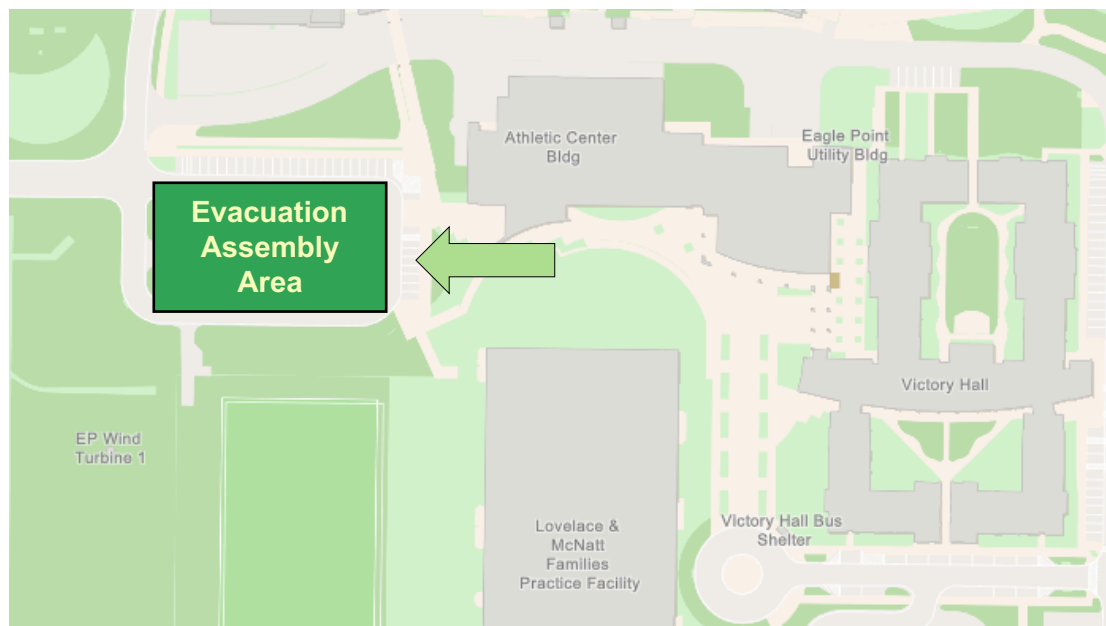 Athletic Center
Bldg
Eagle Point
Utility Bldg
Evacuation
Assembly
Area
Victory Hall
EP Wind
Turbine 1
Lovelace &
McNatt
Families
Practice Facility
VIctory Hall Bus
Shelter